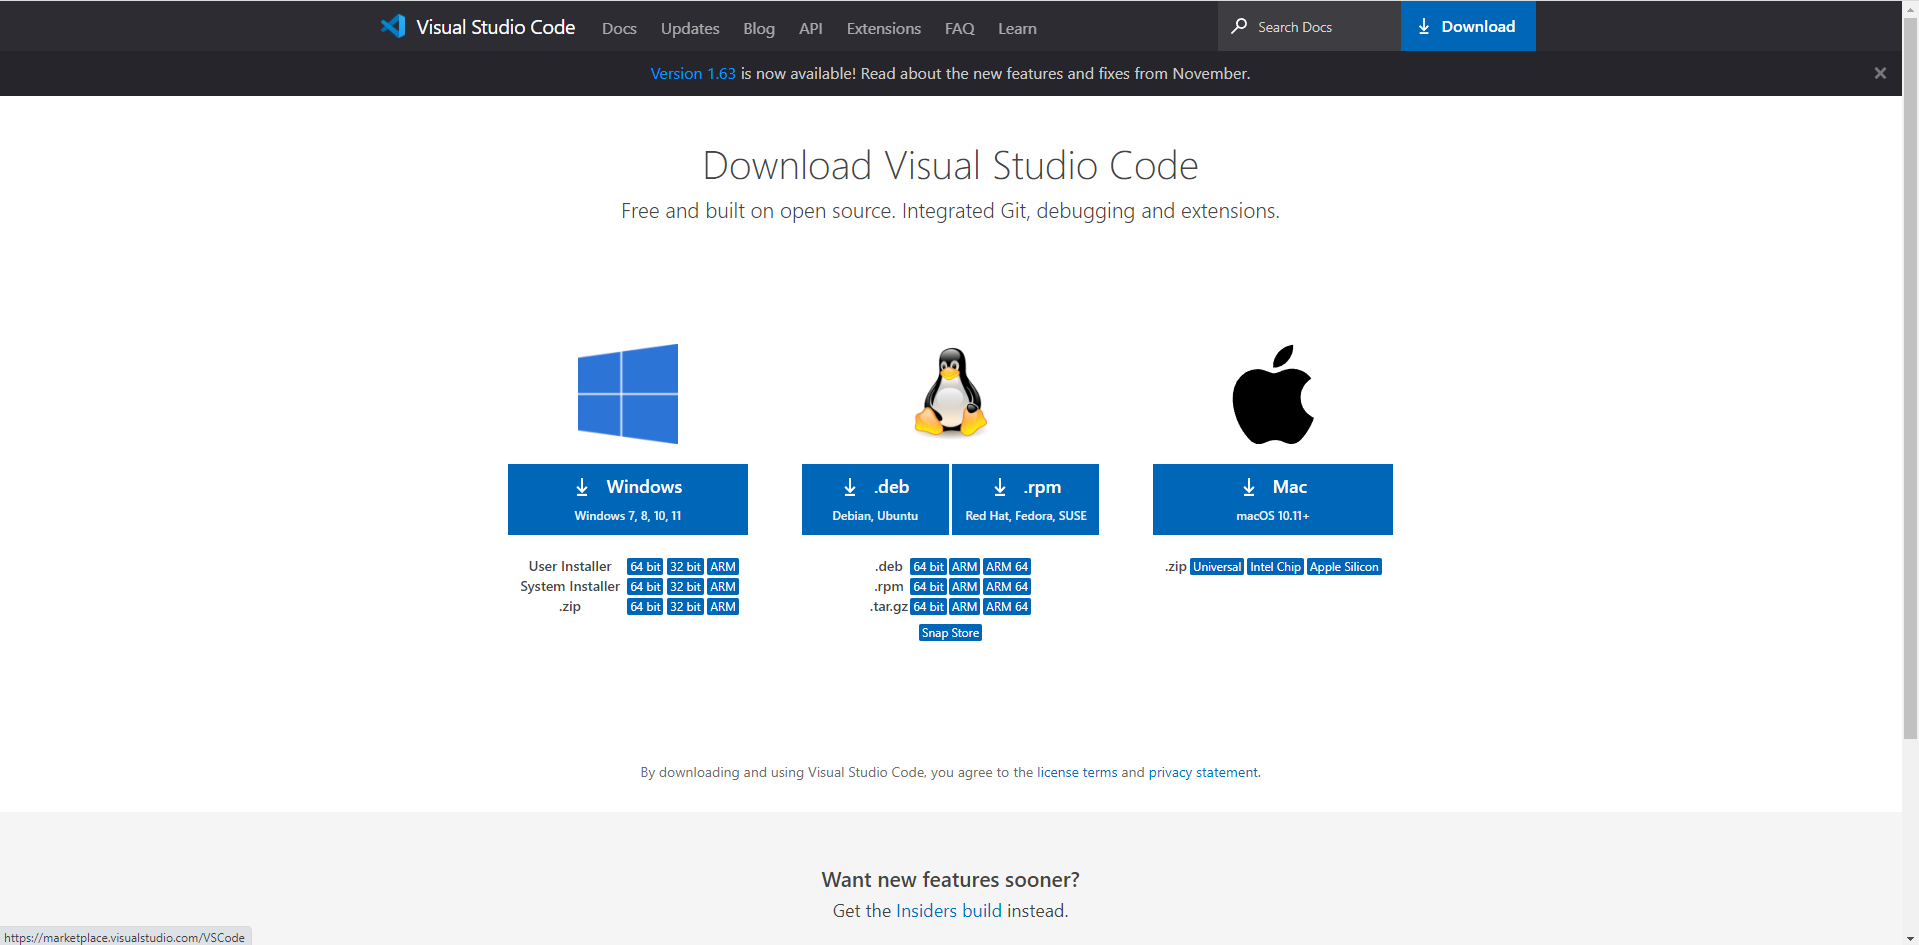 Visual Studio Code Docs Updates Blog API Extensions FAQ Learn Search Docs Download
Version 1.63 is now available! Read about the new features and fixes from November.
Download Visual Studio Code
Free and built on open source. Integrated Git, debugging and extensions.
Windows
Windows 7, 8, 10, 11
User Installer 64 bit 32 bit ARM
System Installer 64 bit 32 bit ARM
.zip 64 bit 32 bit ARM
.deb
Debian, Ubuntu
.rpm
Red Hat, Fedora, SUSE
.deb 64 bit ARM ARM 64
.rpm 64 bit ARM ARM 64
.tar.gz 64 bit ARM ARM 64
Snap Store
Mac
macOS 10.11+
.zip Universal Intel Chip Apple Silicon
By downloading and using Visual Studio Code, you agree to the license terms and privacy statement.
Want new features sooner?
Get the Insiders build instead.
https://marketplace.visualstudio.com/VSCode